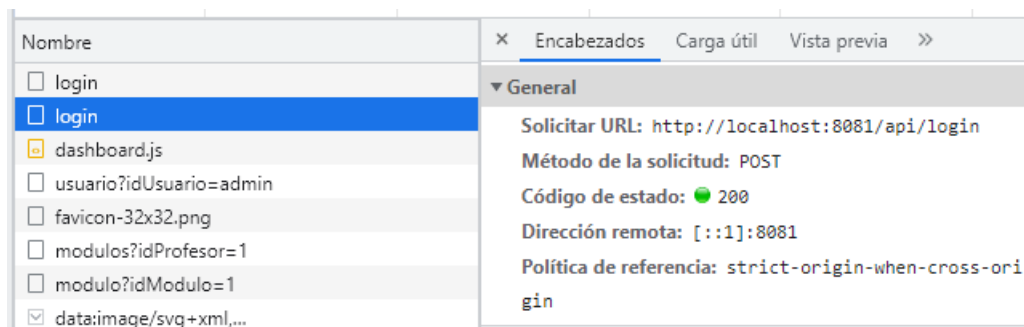 Nombre
login
login
dashboard.js
usuario?idUsuario=admin
favicon-32x32.png
modulos?idProfesor=1
modulo?idModulo=1
data:image/svg+xml,...
× Encabezados Carga útil Vista previa »
General
Solicitar URL: http://localhost:8081/api/login
Método de la solicitud: POST
Código de estado: 200
Dirección remota: [::1]:8081
Política de referencia: strict-origin-when-cross-ori
gin